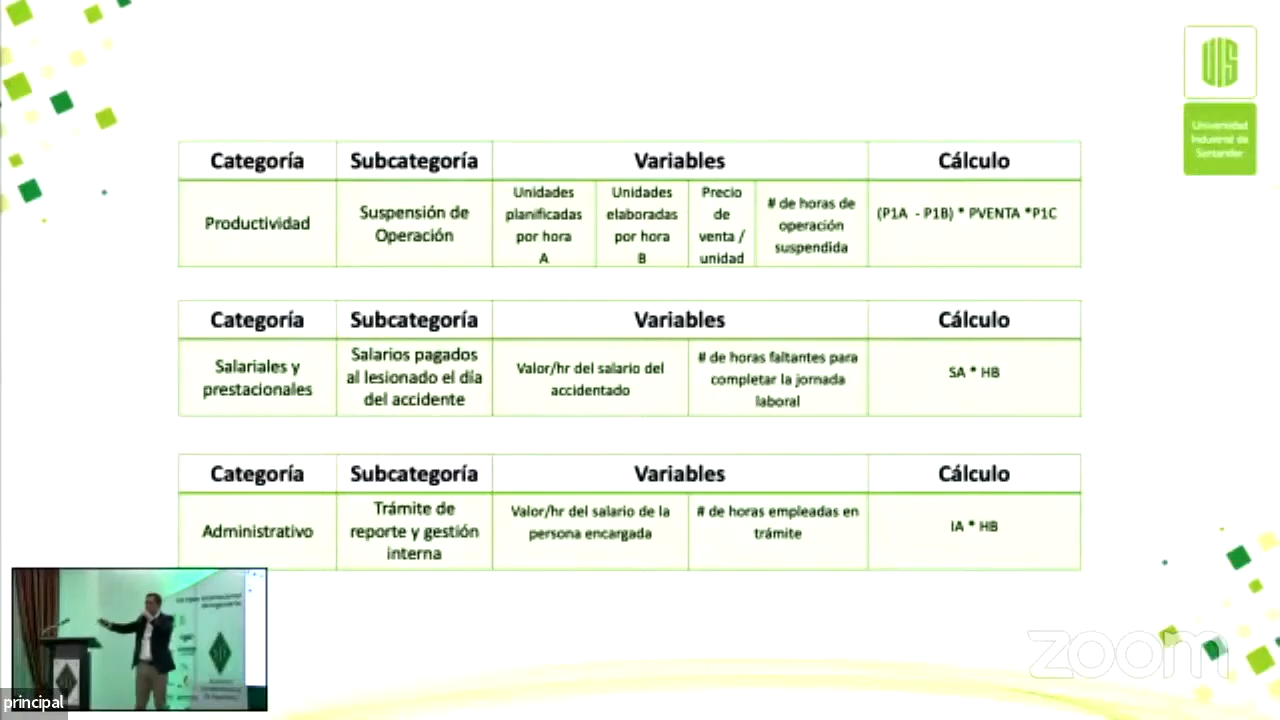 UIS
Universidad
Industrial de
Santander
Categoría Subcategoría Variables Cálculo
Productividad
Suspensión de
Operación
Unidades
planificadas
por hora
A
Unidades
elaboradas
por hora
B
Precio
de
venta /
unidad
# de horas de
operación
suspendida
(P1A - P1B) * PVENTA *P1C
Categoría Subcategoría Variables Cálculo
Salariales y
prestacionales
Salarios pagados
al lesionado el día
del accidente
Valor/hr del salario del
accidentado
# de horas faltantes para
completar la jornada
laboral
SA * HB
Categoría Subcategoría Variables Cálculo
Administrativo
Trámite de
reporte y gestión
interna
Valor/hr del salario de la
persona encargada
# de horas empleadas en
trámite
IA * HB
zoom
principal